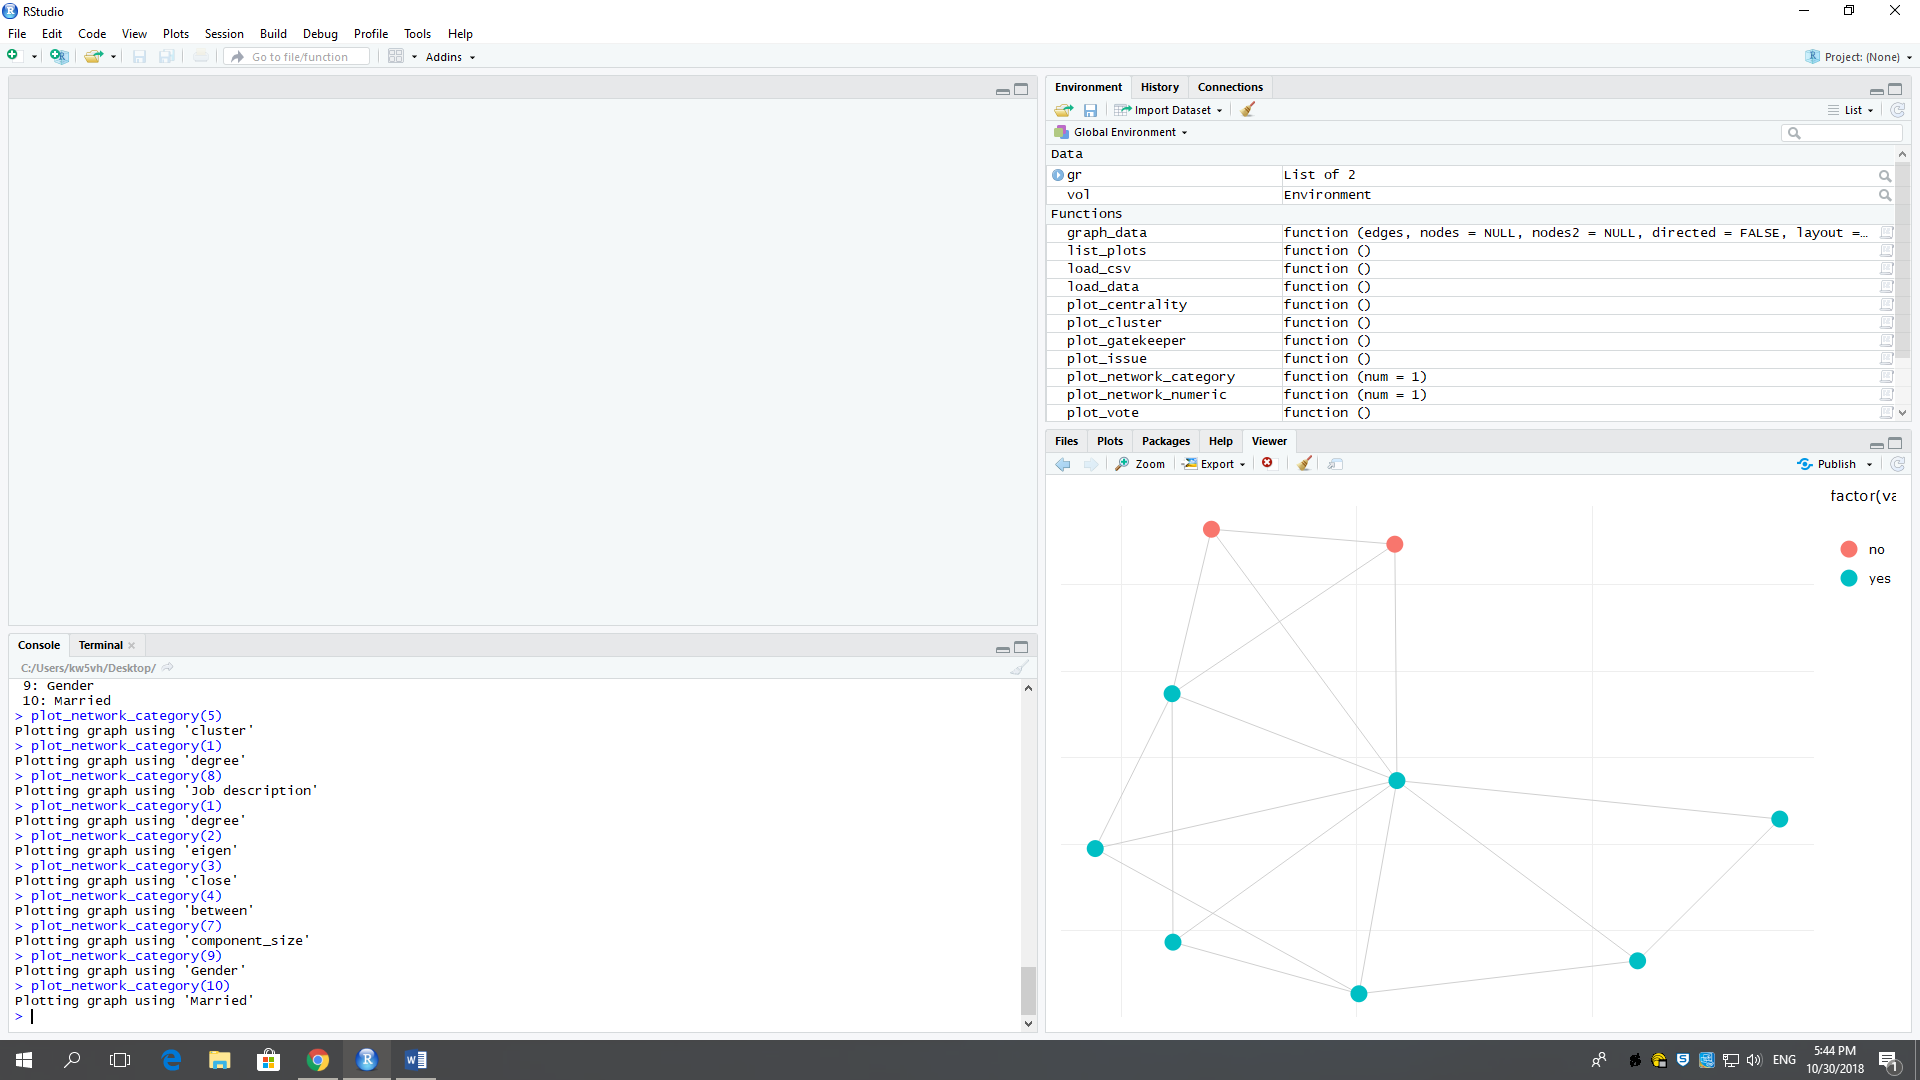 RStudio
File Edit Code View Plots Session Build Debug Profile Tools Help
Go to file/function Addins Project: (None)
Environment History Connections
Import Dataset List
Global Environment
Data
gr List of 2
vol Environment
Functions
graph_data function (edges, nodes = NULL, nodes2 = NULL, directed = FALSE, layout =…
list_plots function ()
load_csv function ()
load_data function ()
plot_centrality function ()
plot_cluster function ()
plot_gatekeeper function ()
plot_issue function ()
plot_network_category function (num = 1)
plot_network_numeric function (num = 1)
plot_vote function ()
Files Plots Packages Help Viewer
Zoom Export Publish
factor(va
no
yes
Console Terminal
C:/Users/kw5vh/Desktop/
9: Gender
10: Married
> plot_network_category(5)
Plotting graph using 'cluster'
> plot_network_category(1)
Plotting graph using 'degree'
> plot_network_category(8)
Plotting graph using 'Job description'
> plot_network_category(1)
Plotting graph using 'degree'
> plot_network_category(2)
Plotting graph using 'eigen'
> plot_network_category(3)
Plotting graph using 'close'
> plot_network_category(4)
Plotting graph using 'between'
> plot_network_category(7)
Plotting graph using 'component_size'
> plot_network_category(9)
Plotting graph using 'Gender'
> plot_network_category(10)
Plotting graph using 'Married'
>
ENG
5:44 PM
10/30/2018
1